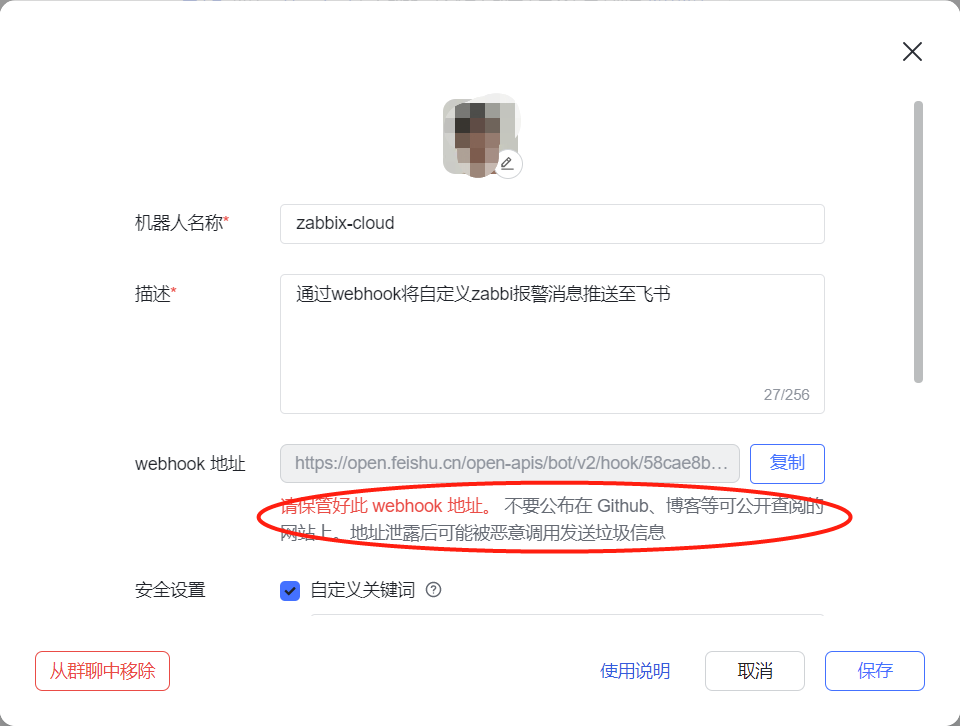 机器人名称*
zabbix-cloud
描述*
通过webhook将自定义zabbi报警消息推送至飞书
27/256
webhook 地址
https://open.feishu.cn/open-apis/bot/v2/hook/58cae8b...
复制
请保管好此 webhook 地址。 不要公布在 Github、博客等可公开查阅的
网站上。地址泄露后可能被恶意调用发送垃圾信息
安全设置
自定义关键词
从群聊中移除
使用说明
取消
保存